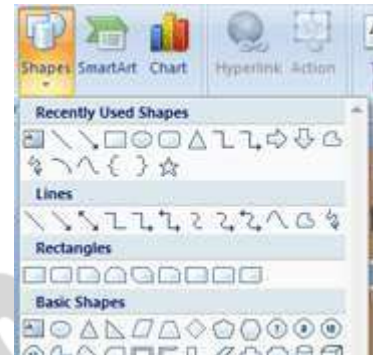 Shapes SmartArt Chart Hyperlink Action
Recently Used Shapes
Lines
Rectangles
Basic Shapes